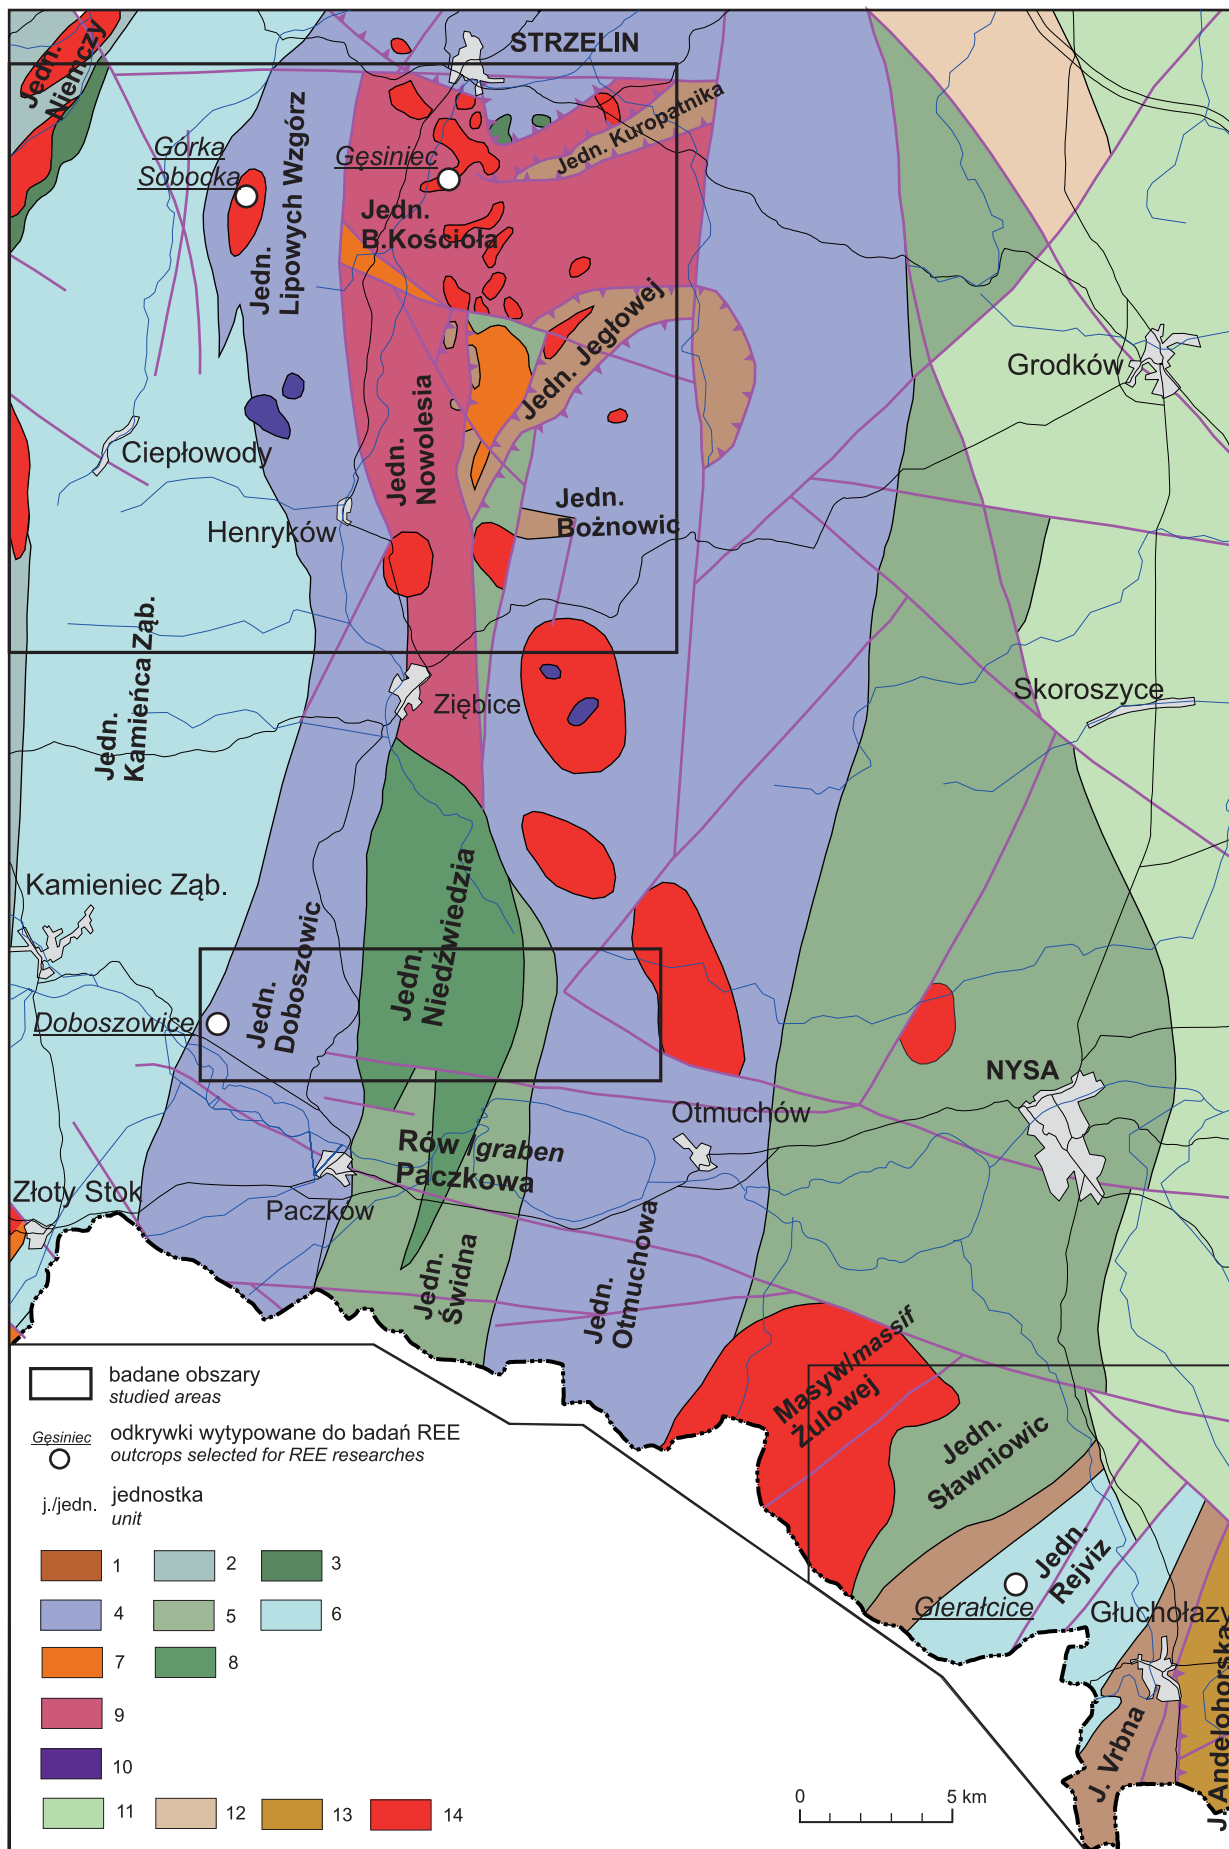 STRZELIN
Jedn.
Niemczy
Górka
Sobocka
Gęsiniec
Jedn. Kuropatnika
Jedn.
Lipowych Wzgórz
Jedn.
B.Kościoła
Jedn. Jegłowej
Grodków
Jedn.
Nowolesia
Ciepłowody
Henryków
Jedn.
Bożnowic
Jedn.
Kamieńca Ząb.
Ziębice
Skoroszyce
Kamieniec Ząb.
Jedn.
Doboszowic
Jedn.
Niedźwiedzia
Doboszowice
NYSA
Otmuchów
Rów /graben
Paczkowa
Złoty Stok
Paczków
Jedn.
Świdna
Jedn.
Otmuchowa
Masyw/massif
Żulowej
Jedn.
Sławniowic
Jedn.
Rejviz
Gierałcice
Głuchołazy
J. Vrbna
J. Andelohorska
badane obszary
studied areas
Gęsiniec
odkrywki wytypowane do badań REE
outcrops selected for REE researches
j./jedn.
jednostka
unit
1 2 3
4 5 6
7 8
9
10
11 12 13 14
0 5 km